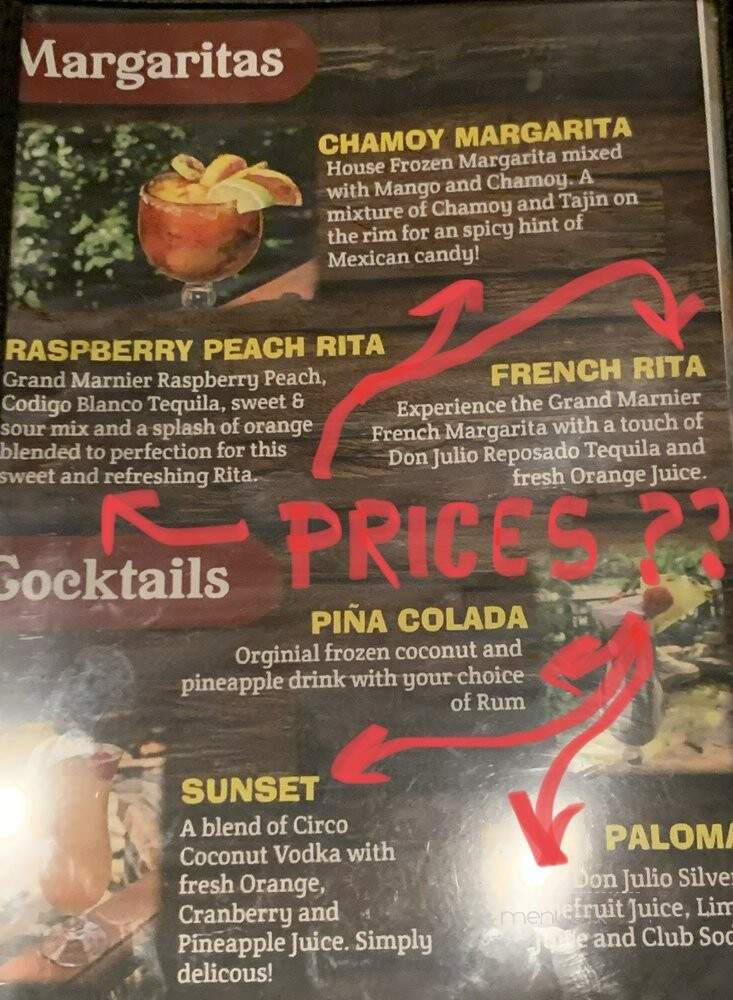 Margaritas
CHAMOY MARGARITA
House Frozen Margarita mixed
with Mango and Chamoy. A
mixture of Chamoy and Tajin on
the rim for an spicy hint of
Mexican candy!
RASPBERRY PEACH RITA
Grand Marnier Raspberry Peach,
Codigo Blanco Tequila, sweet &
sour mix and a splash of orange
blended to perfection for this
sweet and refreshing Rita.
FRENCH RITA
Experience the Grand Marnier
French Margarita with a touch of
Don Julio Reposado Tequila and
fresh Orange Juice.
PRICES ??
Cocktails
PIÑA COLADA
Orginial frozen coconut and
pineapple drink with your choice
of Rum
SUNSET
A blend of Circo
Coconut Vodka with
fresh Orange,
Cranberry and
Pineapple Juice. Simply
delicous!
PALOMA
Don Julio Silver
Juice, Lim
and Club Sod